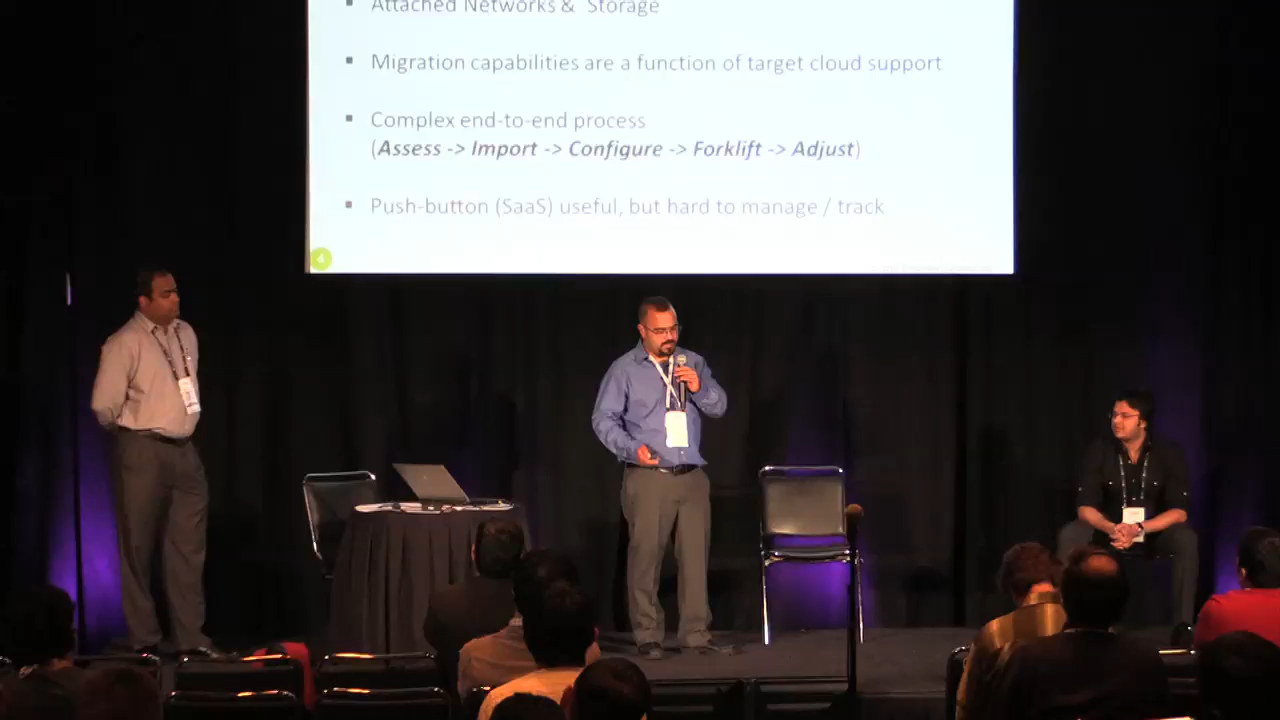 ▪ Attached Networks & Storage
▪ Migration capabilities are a function of target cloud support
▪ Complex end-to-end process
(Assess -> Import -> Configure -> Forklift -> Adjust)
▪ Push-button (SaaS) useful, but hard to manage / track
4